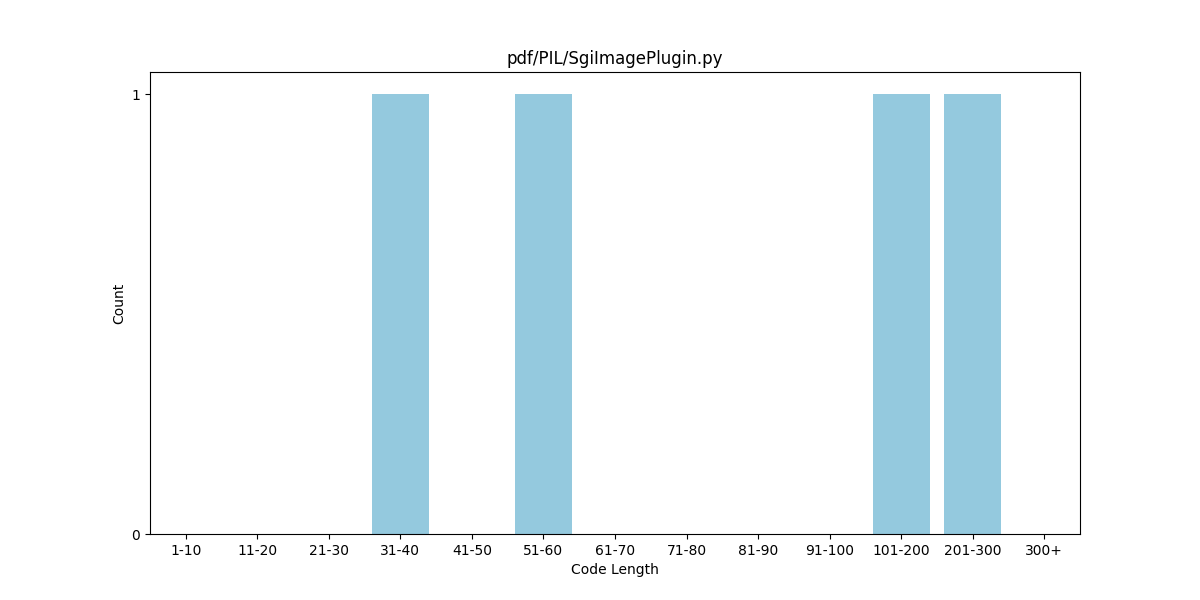 pdf/PIL/SgiImagePlugin.py
1
Count
0
1-10 11-20 21-30 31-40 41-50 51-60 61-70 71-80 81-90 91-100 101-200 201-300 300+
Code Length